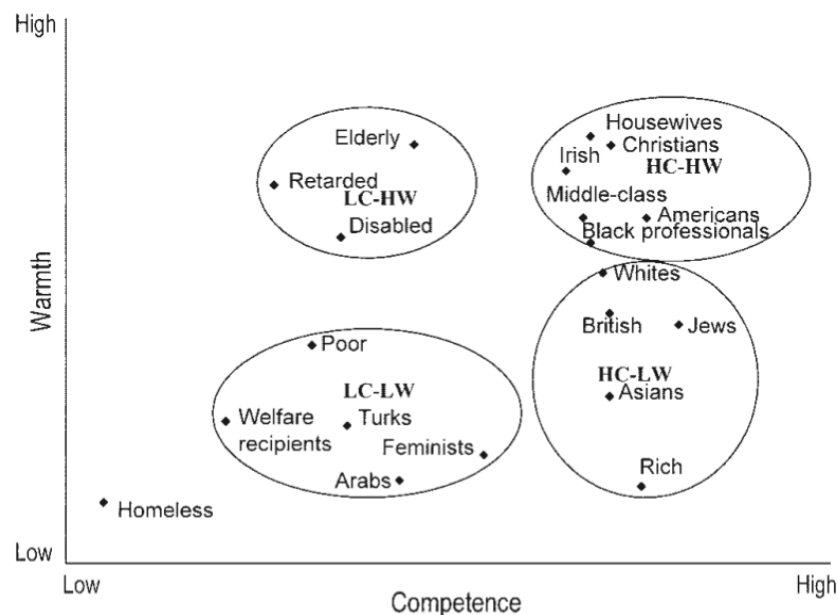 High
Housewives
Elderly
Christians
Irish
HC-HW
Retarded
LC-HW
Middle-class
Disabled
Americans
Black professionals
Whites
Warmth
British
Jews
Poor
LC-LW
HC-LW
Asians
Welfare
recipients
Turks
Feminists
Rich
Arabs
Homeless
Low
Low
High
Competence